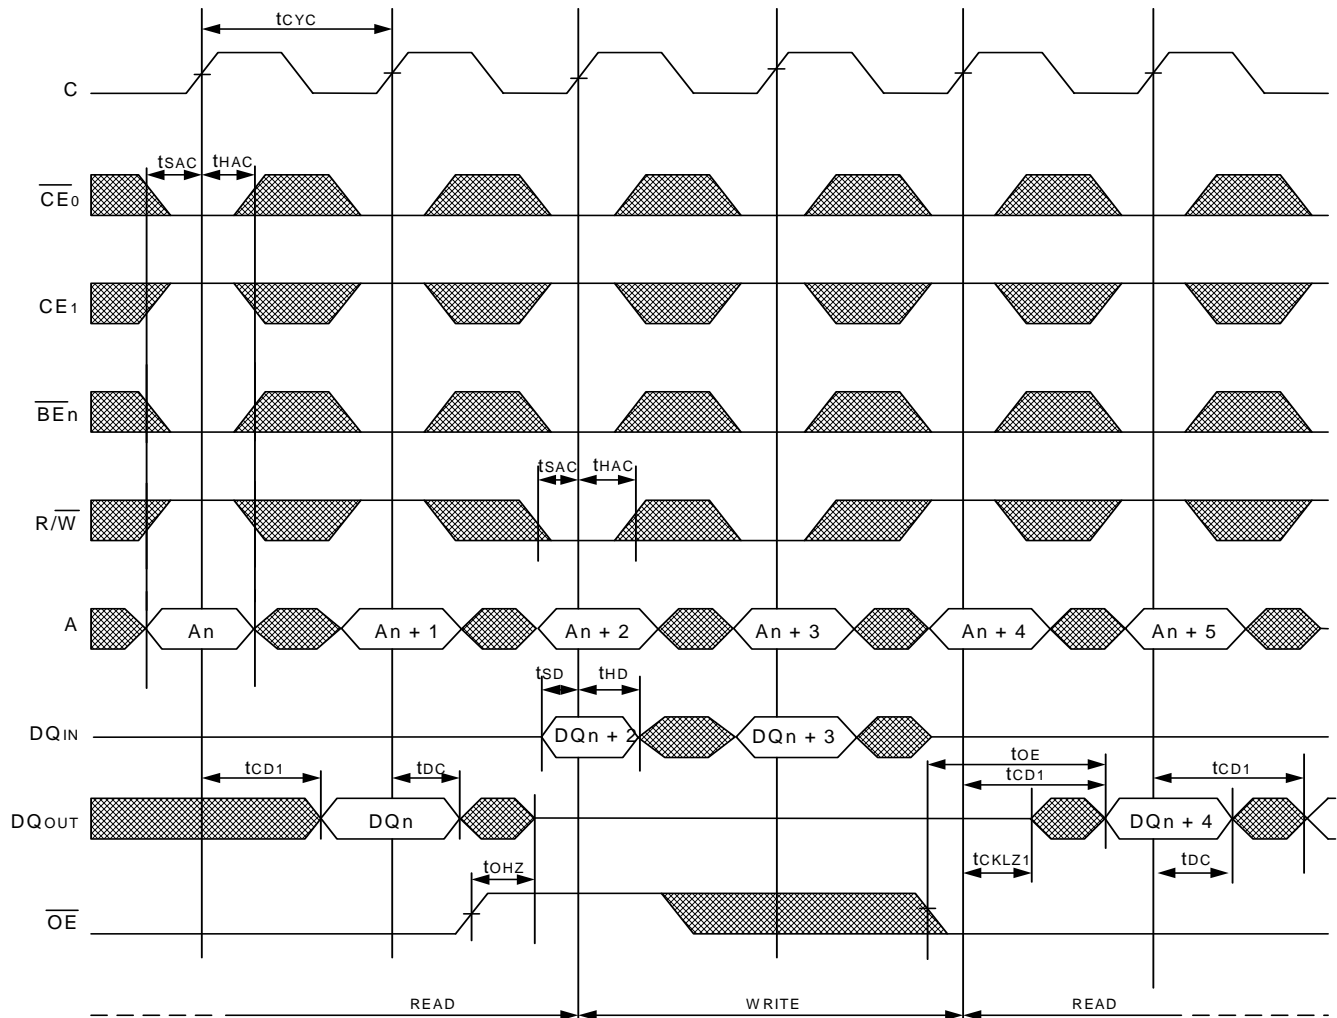 tCYC
C
tSAC tHAC
CE0
CE1
BEn
tSAC tHAC
R/W
A An An + 1 An + 2 An + 3 An + 4 An + 5
tSD tHD
DQIN DQn + 2 DQn + 3
tOE
tCD1 tDC tCD1 tCD1
DQOUT DQn DQn + 4
tOHZ tCKLZ1 tDC
OE
READ WRITE READ